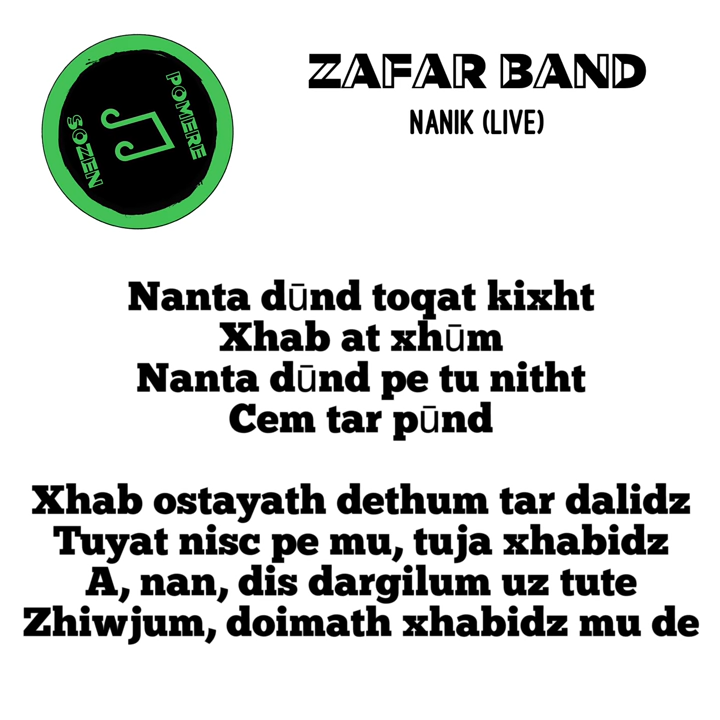 POMERE
SOZEN
ZAFAR BAND
NANIK (LIVE)
Nanta dūnd toqat kixht
Xhab at xhūm
Nanta dūnd pe tu nitht
Cem tar pūnd
Xhab ostayath dethum tar dalidz
Tuyat nisc pe mu, tuja xhabidz
A, nan, dis dargilum uz tute
Zhiwjum, doimath xhabidz mu de